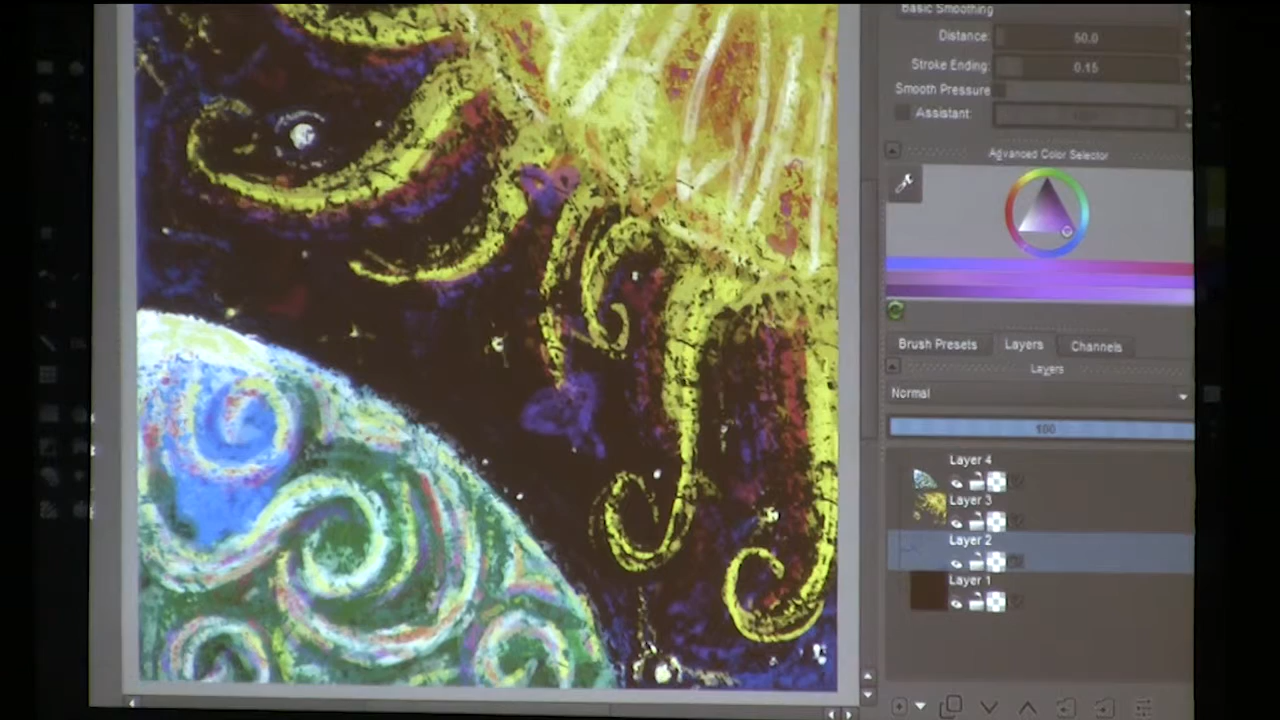 Basic Smoothing
Distance: 50.0
Stroke Ending: 0.15
Smooth Pressure
Assistant:
Advanced Color Selector
Brush Presets Layers Channels
Layers
Normal
100
Layer 4
Layer 3
Layer 2
Layer 1